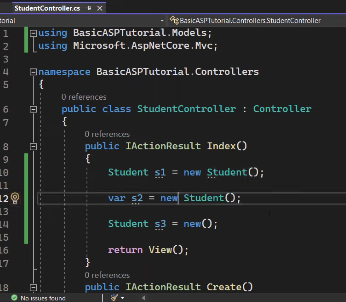 StudentController.cs
torial
BasicASPTutorial.Controllers.StudentController
1 using BasicASPTutorial.Models;
2 using Microsoft.AspNetCore.Mvc;
3
4 namespace BasicASPTutorial.Controllers
5 {
0 references
6 public class StudentController : Controller
7 {
0 references
8 public IActionResult Index()
9 {
10 Student s1 = new Student();
11
12 var s2 = new Student();
13
14 Student s3 = new();
15
16 return View();
17 }
0 references
18 public IActionResult Create()
No issues found